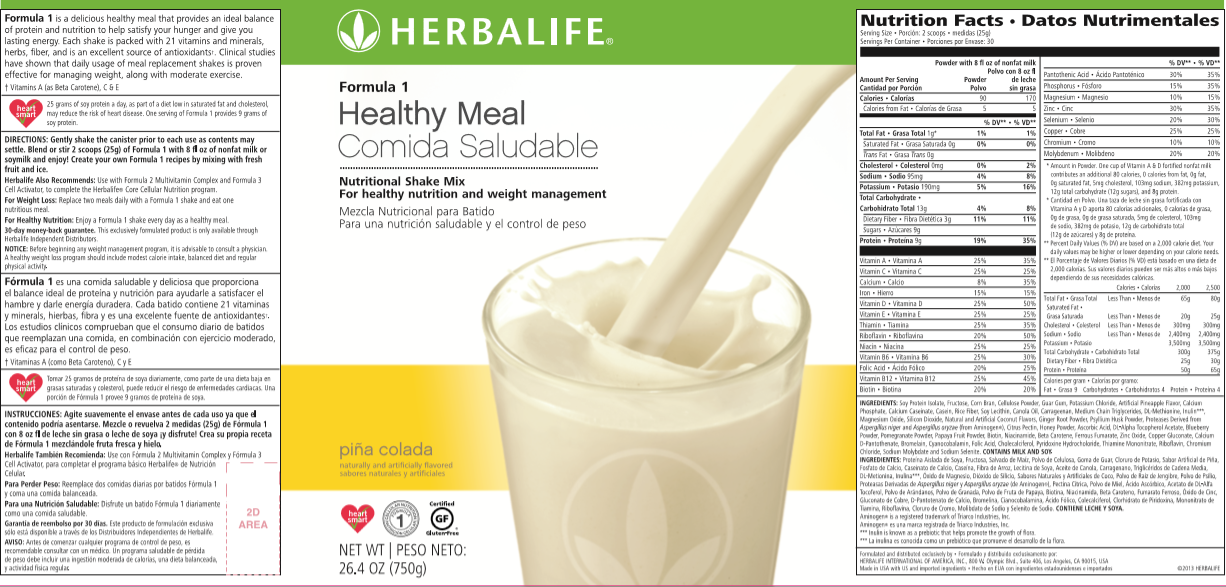 Formula 1 is a delicious healthy meal that provides an ideal balance
of protein and nutrition to help satisfy your hunger and give you
lasting energy. Each shake is packed with 21 vitamins and minerals,
herbs, fiber, and is an excellent source of antioxidants†. Clinical studies
have shown that daily usage of meal replacement shakes is proven
effective for managing weight, along with moderate exercise.
† Vitamins A (as Beta Carotene), C & E
heart
smart
25 grams of soy protein a day, as part of a diet low in saturated fat and cholesterol,
may reduce the risk of heart disease. One serving of Formula 1 provides 9 grams of
soy protein.
DIRECTIONS: Gently shake the canister prior to each use as contents may
settle. Blend or stir 2 scoops (25g) of Formula 1 with 8 fl oz of nonfat milk or
soymilk and enjoy! Create your own Formula 1 recipes by mixing with fresh
fruit and ice.
Herbalife Also Recommends: Use with Formula 2 Multivitamin Complex and Formula 3
Cell Activator, to complete the Herbalife® Core Cellular Nutrition program.
For Weight Loss: Replace two meals daily with a Formula 1 shake and eat one
nutritious meal.
For Healthy Nutrition: Enjoy a Formula 1 shake every day as a healthy meal.
30-day money-back guarantee. This exclusively formulated product is only available through
Herbalife Independent Distributors.
NOTICE: Before beginning any weight management program, it is advisable to consult a physician.
A healthy weight loss program should include modest calorie intake, balanced diet and regular
physical activity.
Fórmula 1 es una comida saludable y deliciosa que proporciona
el balance ideal de proteína y nutrición para ayudarle a satisfacer el
hambre y darle energía duradera. Cada batido contiene 21 vitaminas
y minerales, hierbas, fibra y es una excelente fuente de antioxidantes†.
Los estudios clínicos comprueban que el consumo diario de batidos
que reemplazan una comida, en combinación con ejercicio moderado,
es eficaz para el control de peso.
† Vitaminas A (como Beta Caroteno), C y E
heart
smart
Tomar 25 gramos de proteína de soya diariamente, como parte de una dieta baja en
grasas saturadas y colesterol, puede reducir el riesgo de enfermedades cardíacas. Una
porción de Fórmula 1 provee 9 gramos de proteína de soya.
INSTRUCCIONES: Agite suavemente el envase antes de cada uso ya que el
contenido podría asentarse. Mezcle o revuelva 2 medidas (25g) de Fórmula 1
con 8 oz fl de leche sin grasa o leche de soya ¡y disfrute! Crea su propia receta
de Fórmula 1 mezclándole fruta fresca y hielo.
Herbalife También Recomienda: Use con Fórmula 2 Multivitamin Complex y Fórmula 3
Cell Activator, para completar el programa básico Herbalife® de Nutrición
Celular.
Para Perder Peso: Reemplace dos comidas diarias por batidos Fórmula 1
y coma una comida balanceada.
Para una Nutrición Saludable: Disfrute un batido Fórmula 1 diariamente
como una comida saludable.
Garantía de reembolso por 30 días. Este producto de formulación exclusiva
sólo está disponible a través de los Distribuidores Independientes de Herbalife.
AVISO: Antes de comenzar cualquier programa de control de peso, es
recomendable consultar con un médico. Un programa saludable de pérdida
de peso debe incluir una ingestión moderada de calorías, una dieta balanceada,
y actividad física regular.
2D
AREA
HERBALIFE®
Formula 1
Healthy Meal
Comida Saludable
Nutritional Shake Mix
For healthy nutrition and weight management
Mezcla Nutricional para Batido
Para una nutrición saludable y el control de peso
piña colada
naturally and artificially flavored
sabores naturales y artificiales
heart
smart
1
Certified
GF
Gluten-Free
NET WT | PESO NETO:
26.4 OZ (750g)
Nutrition Facts • Datos Nutrimentales
Serving Size • Porción: 2 scoops • medidas (25g)
Servings Per Container • Porciones por Envase: 30
Powder with 8 fl oz of nonfat milk
Polvo con 8 oz fl
Amount Per Serving Powder de leche
Cantidad por Porción Polvo sin grasa
Calories • Calorías 90 170
Calories from Fat • Calorías de Grasa 5 5
% DV** • % VD**
Total Fat • Grasa Total 1g* 1% 1%
Saturated Fat • Grasa Saturada 0g 0% 0%
Trans Fat • Grasa Trans 0g
Cholesterol • Colesterol 0mg 0% 2%
Sodium • Sodio 95mg 4% 8%
Potassium • Potasio 190mg 5% 16%
Total Carbohydrate •
Carbohidrato Total 13g 4% 8%
Dietary Fiber • Fibra Dietética 3g 11% 11%
Sugars • Azúcares 9g
Protein • Proteína 9g 19% 35%
Vitamin A • Vitamina A 25% 35%
Vitamin C • Vitamina C 25% 25%
Calcium • Calcio 8% 35%
Iron • Hierro 15% 15%
Vitamin D • Vitamina D 25% 50%
Vitamin E • Vitamina E 25% 25%
Thiamin • Tiamina 25% 35%
Riboflavin • Riboflavina 20% 50%
Niacin • Niacina 25% 25%
Vitamin B6 • Vitamina B6 25% 30%
Folic Acid • Ácido Fólico 20% 25%
Vitamin B12 • Vitamina B12 25% 45%
Biotin • Biotina 20% 20%
% DV** • % VD**
Pantothenic Acid • Ácido Pantoténico 30% 35%
Phosphorus • Fósforo 15% 35%
Magnesium • Magnesio 10% 15%
Zinc • Cinc 30% 35%
Selenium • Selenio 20% 30%
Copper • Cobre 25% 25%
Chromium • Cromo 10% 10%
Molybdenum • Molibdeno 20% 20%
* Amount in Powder. One cup of Vitamin A & D fortified nonfat milk
contributes an additional 80 calories, 0 calories from fat, 0g fat,
0g saturated fat, 5mg cholesterol, 103mg sodium, 382mg potassium,
12g total carbohydrate (12g sugars), and 8g protein.
* Cantidad en Polvo. Una taza de leche sin grasa fortificada con
Vitamina A y D aporta 80 calorías adicionales, 0 calorías de grasa,
0g de grasa, 0g de grasa saturada, 5mg de colesterol, 103mg
de sodio, 382mg de potasio, 12g de carbohidrato total
(12g de azúcares) y 8g de proteína.
** Percent Daily Values (% DV) are based on a 2,000 calorie diet. Your
daily values may be higher or lower depending on your calorie needs.
** El Porcentaje de Valores Diarios (% VD) está basado en una dieta de
2,000 calorías. Sus valores diarios pueden ser más altos o más bajos
dependiendo de sus necesidades calóricas.
Calories • Calorías 2,000 2,500
Total Fat • Grasa Total Less Than • Menos de 65g 80g
Saturated Fat •
Grasa Saturada Less Than • Menos de 20g 25g
Cholesterol • Colesterol Less Than • Menos de 300mg 300mg
Sodium • Sodio Less Than • Menos de 2,400mg 2,400mg
Potassium • Potasio 3,500mg 3,500mg
Total Carbohydrate • Carbohidrato Total 300g 375g
Dietary Fiber • Fibra Dietética 25g 30g
Protein • Proteína 50g 65g
Calories per gram • Calorías por gramo:
Fat • Grasa 9 Carbohydrates • Carbohidratos 4 Protein • Proteína 4
INGREDIENTS: Soy Protein Isolate, Fructose, Corn Bran, Cellulose Powder, Guar Gum, Potassium Chloride, Artificial Pineapple Flavor, Calcium
Phosphate, Calcium Caseinate, Casein, Rice Fiber, Soy Lecithin, Canola Oil, Carrageenan, Medium Chain Triglycerides, DL-Methionine, Inulin***,
Magnesium Oxide, Silicon Dioxide, Natural and Artificial Coconut Flavors, Ginger Root Powder, Psyllium Husk Powder, Proteases Derived from
Aspergillus niger and Aspergillus oryzae (from Aminogen), Citrus Pectin, Honey Powder, Ascorbic Acid, DL-Alpha Tocopherol Acetate, Blueberry
Powder, Pomegranate Powder, Papaya Fruit Powder, Biotin, Niacinamide, Beta Carotene, Ferrous Fumarate, Zinc Oxide, Copper Gluconate, Calcium
D-Pantothenate, Bromelain, Cyanocobalamin, Folic Acid, Cholecalciferol, Pyridoxine Hydrochloride, Thiamine Mononitrate, Riboflavin, Chromium
Chloride, Sodium Molybdate and Sodium Selenite. CONTAINS MILK AND SOY.
INGREDIENTES: Proteína Aislada de Soya, Fructosa, Salvado de Maíz, Polvo de Celulosa, Goma de Guar, Cloruro de Potasio, Sabor Artificial de Piña,
Fosfato de Calcio, Caseinato de Calcio, Caseína, Fibra de Arroz, Lecitina de Soya, Aceite de Canola, Carragenano, Triglicéridos de Cadena Media,
DL-Metionina, Inulina***, Óxido de Magnesio, Dióxido de Silicio, Sabores Naturales y Artificiales de Coco, Polvo de Raíz de Jengibre, Polvo de Psilio,
Proteasas Derivadas de Aspergillus niger y Aspergillus oryzae (de Aminogen), Pectina Cítrica, Polvo de Miel, Ácido Ascórbico, Acetato de DL-Alfa
Tocoferol, Polvo de Arándanos, Polvo de Granada, Polvo de Fruta de Papaya, Biotina, Niacinamida, Beta Caroteno, Fumarato Ferroso, Óxido de Cinc,
Gluconato de Cobre, D-Pantotenato de Calcio, Bromelina, Cianocobalamina, Ácido Fólico, Colecalciferol, Clorhidrato de Piridoxina, Mononitrato de
Tiamina, Riboflavina, Cloruro de Cromo, Molibdato de Sodio y Selenito de Sodio. CONTIENE LECHE Y SOYA.
Aminogen® is a registered trademark of Triarco Industries, Inc.
Aminogen® es una marca registrada de Triarco Industries, Inc.
*** Inulin is known as a prebiotic that helps promote the growth of flora.
*** La inulina es conocida como un prebiótico que promueve el desarrollo de la flora.
Formulated and distributed exclusively by • Formulado y distribuido exclusivamente por:
HERBALIFE INTERNATIONAL OF AMERICA, INC., 800 W. Olympic Blvd., Suite 406, Los Angeles, CA 90015, USA
Made in USA with US and imported ingredients • Hecho en EUA con ingredientes estadounidenses e importados ©2013 HERBALIFE